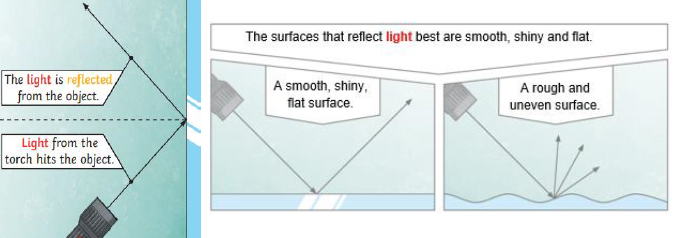 The light is reflected
from the object.
Light from the
torch hits the object.
The surfaces that reflect light best are smooth, shiny and flat.
A smooth, shiny,
flat surface.
A rough and
uneven surface.